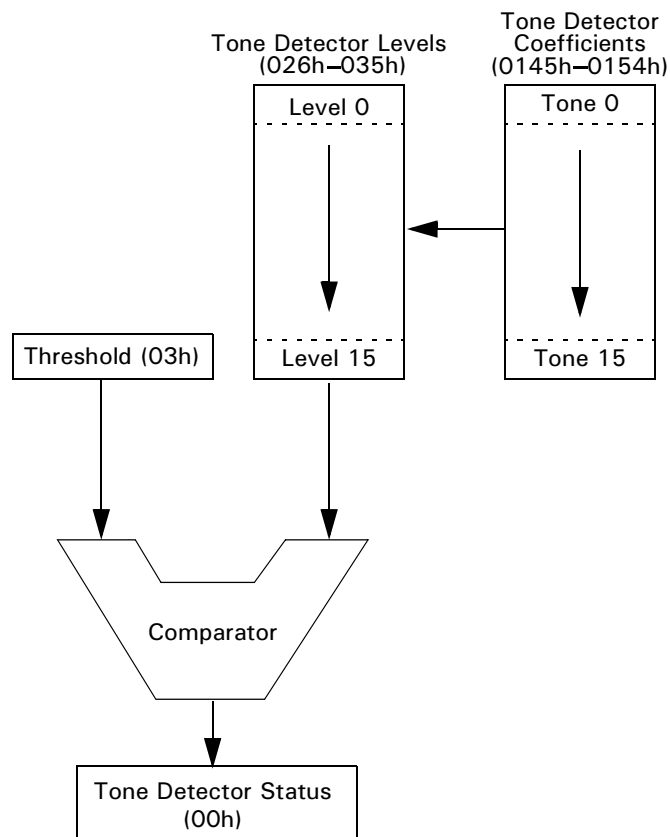 Tone Detector Levels
(026h–035h)
Tone Detector
Coefficients
(0145h–0154h)
Level 0
Tone 0
Threshold (03h)
Level 15
Tone 15
Comparator
Tone Detector Status
(00h)